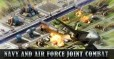 NAVY AND AIR FORCE JOINT COMBAT